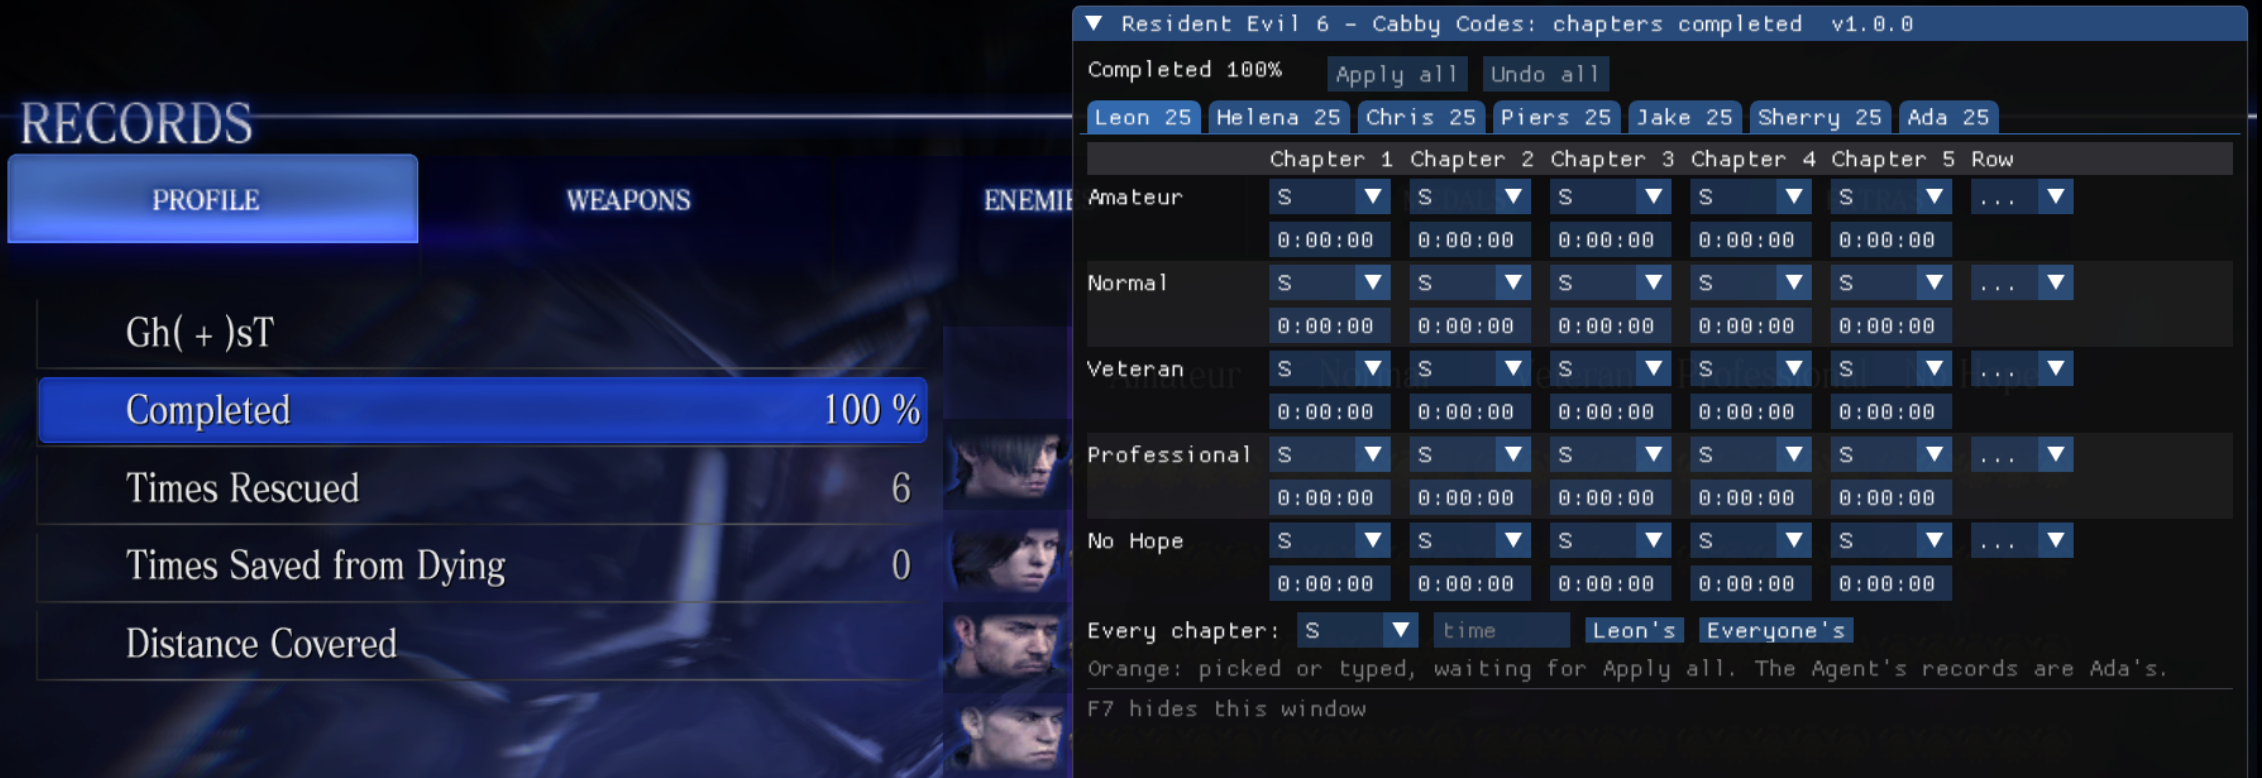 RECORDS
PROFILE
WEAPONS
ENEMIE
Gh( + )sT
Completed 100 %
Times Rescued 6
Times Saved from Dying 0
Distance Covered
Resident Evil 6 - Cabby Codes: chapters completed v1.0.0
Completed 100% Apply all Undo all
Leon 25 Helena 25 Chris 25 Piers 25 Jake 25 Sherry 25 Ada 25
Chapter 1 Chapter 2 Chapter 3 Chapter 4 Chapter 5 Row
Amateur S S S S S ...
0:00:00 0:00:00 0:00:00 0:00:00 0:00:00
Normal S S S S S ...
0:00:00 0:00:00 0:00:00 0:00:00 0:00:00
Veteran S S S S S ...
0:00:00 0:00:00 0:00:00 0:00:00 0:00:00
Professional S S S S S ...
0:00:00 0:00:00 0:00:00 0:00:00 0:00:00
No Hope S S S S S ...
0:00:00 0:00:00 0:00:00 0:00:00 0:00:00
Every chapter: S time Leon's Everyone's
Orange: picked or typed, waiting for Apply all. The Agent's records are Ada's.
F7 hides this window